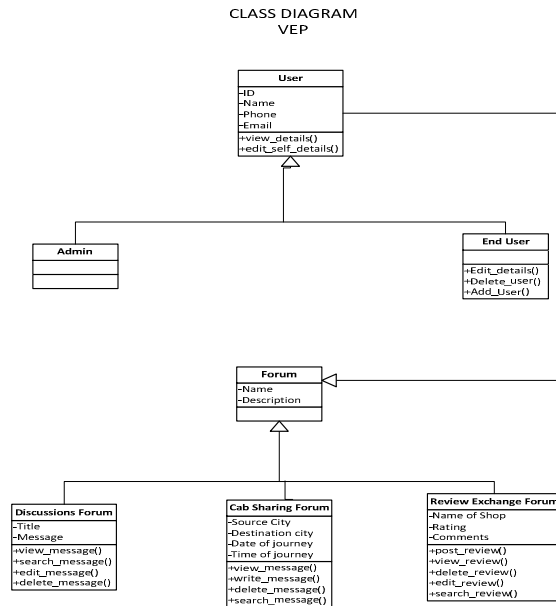 CLASS DIAGRAM
VEP
User
-ID
-Name
-Phone
-Email
+view_details()
+edit_self_details()
Admin
End User
+Edit_details()
+Delete_user()
+Add_User()
Forum
-Name
-Description
Discussions Forum
-Title
-Message
+view_message()
+search_message()
+edit_message()
+delete_message()
Cab Sharing Forum
-Source City
-Destination city
-Date of journey
-Time of journey
+view_message()
+write_message()
+delete_message()
+search_message()
Review Exchange Forum
-Name of Shop
-Rating
-Comments
+post_review()
+view_review()
+delete_review()
+edit_review()
+search_review()